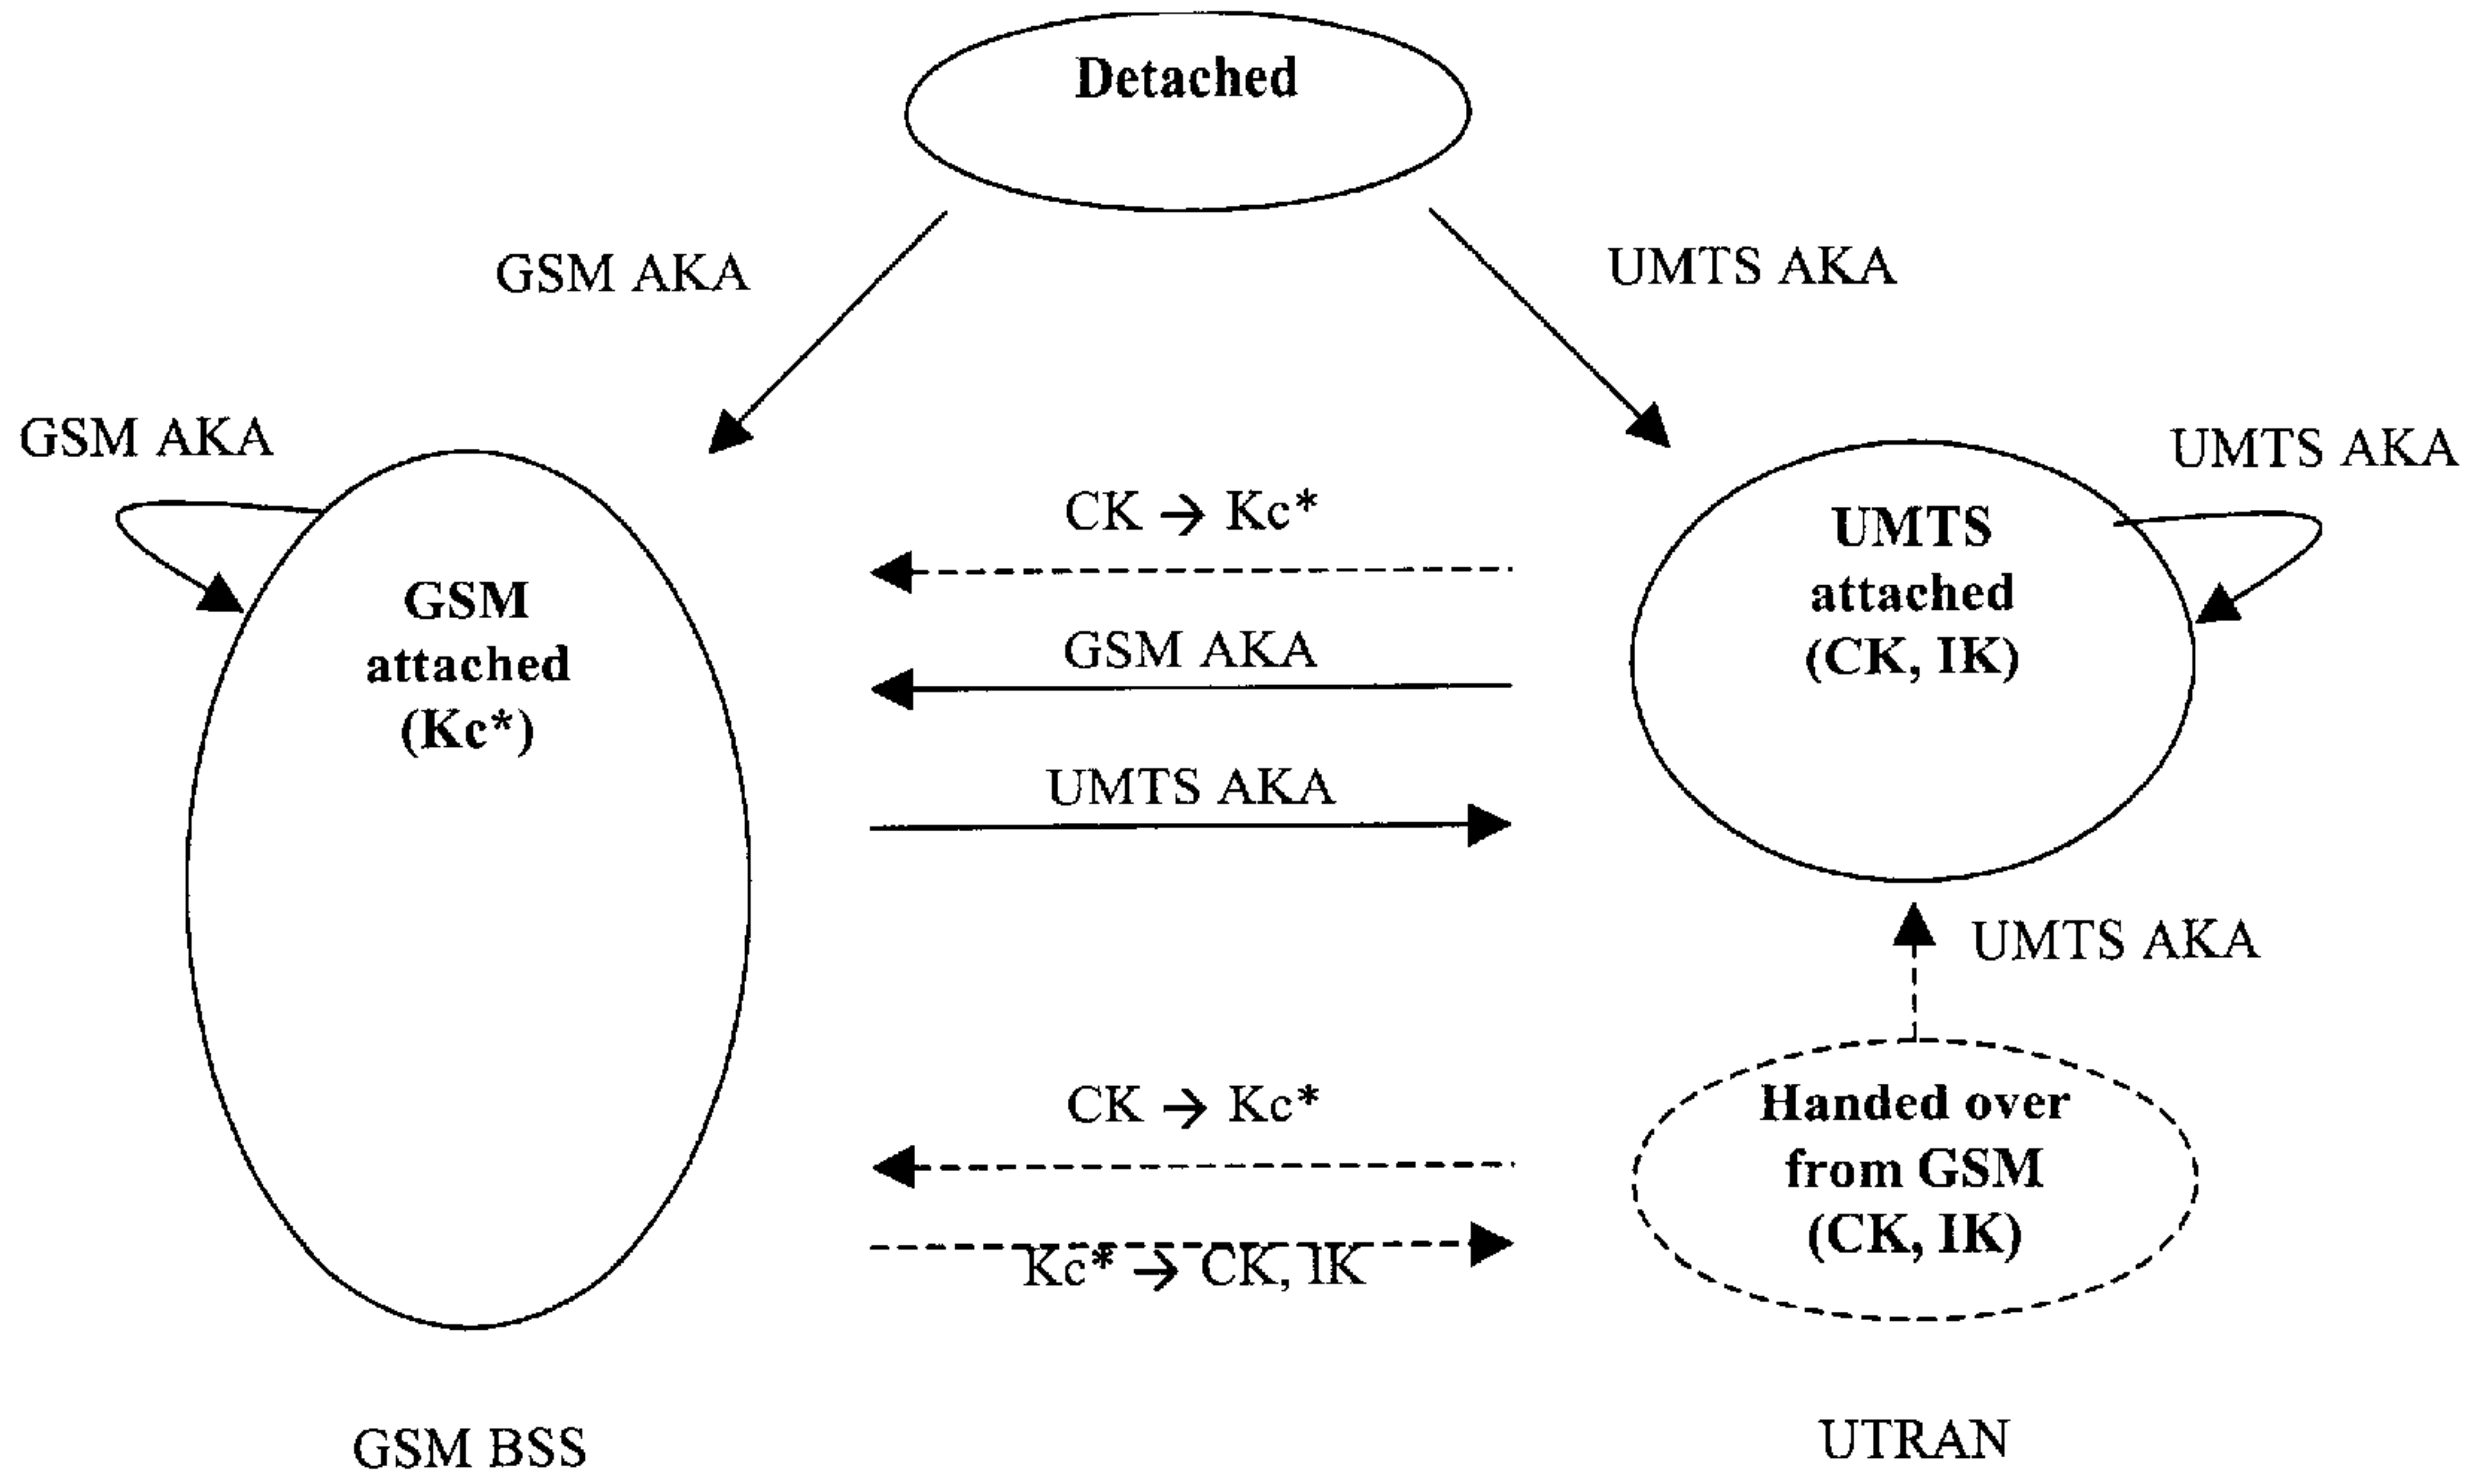 Detached
GSM AKA
UMTS AKA
GSM AKA
UMTS AKA
CK → Kc*
UMTS
attached
(CK, IK)
GSM
attached
(Kc*)
GSM AKA
UMTS AKA
UMTS AKA
CK → Kc*
Handed over
from GSM
(CK, IK)
Kc* → CK, IK
GSM BSS
UTRAN